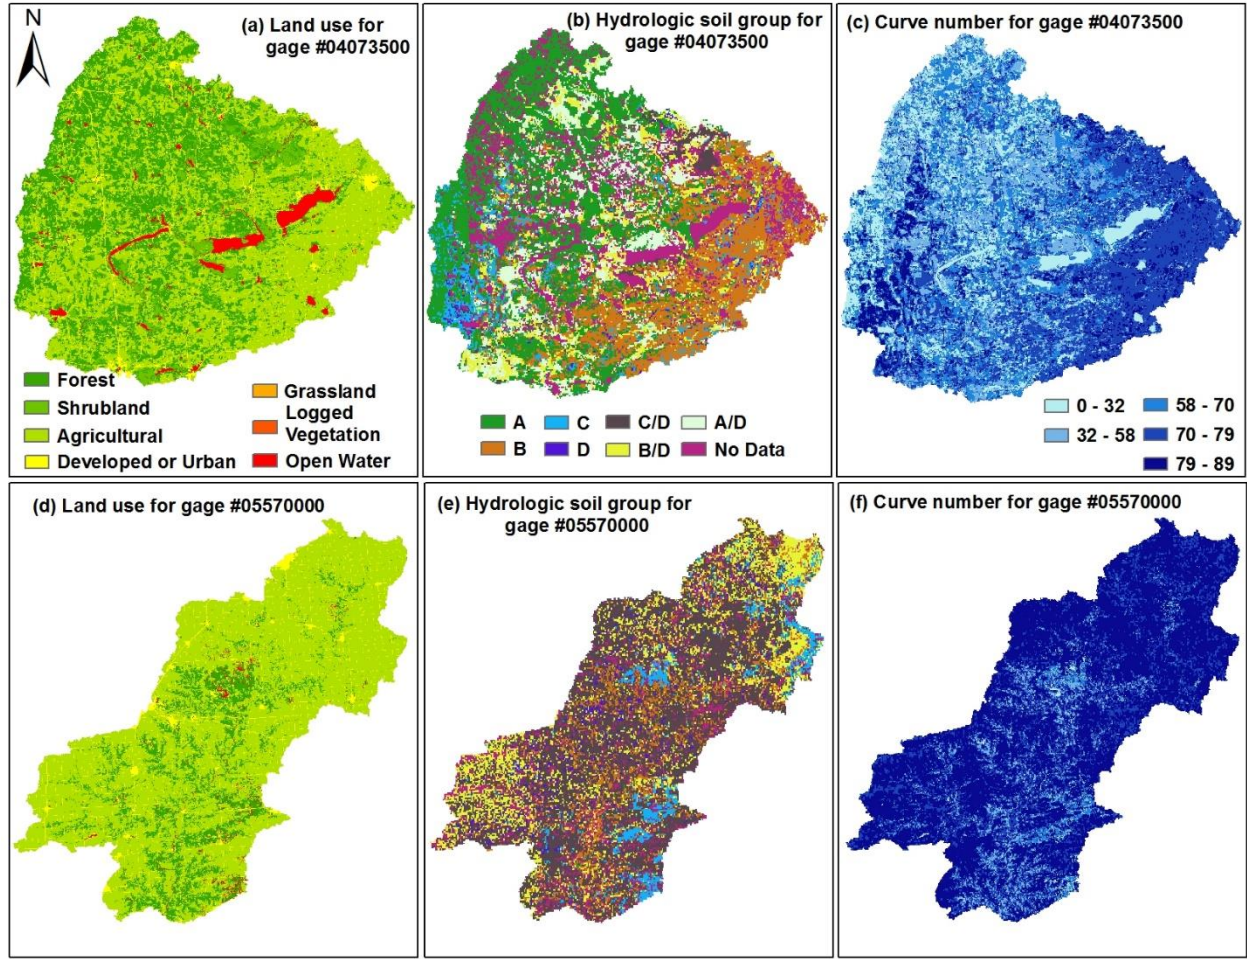 N
(a) Land use for
gage #04073500
Forest
Shrubland
Agricultural
Developed or Urban
Grassland
Logged
Vegetation
Open Water
(b) Hydrologic soil group for
gage #04073500
A C C/D A/D
B D B/D No Data
(c) Curve number for gage #04073500
0 - 32 58 - 70
32 - 58 70 - 79
79 - 89
(d) Land use for gage #05570000
(e) Hydrologic soil group for
gage #05570000
(f) Curve number for gage #05570000